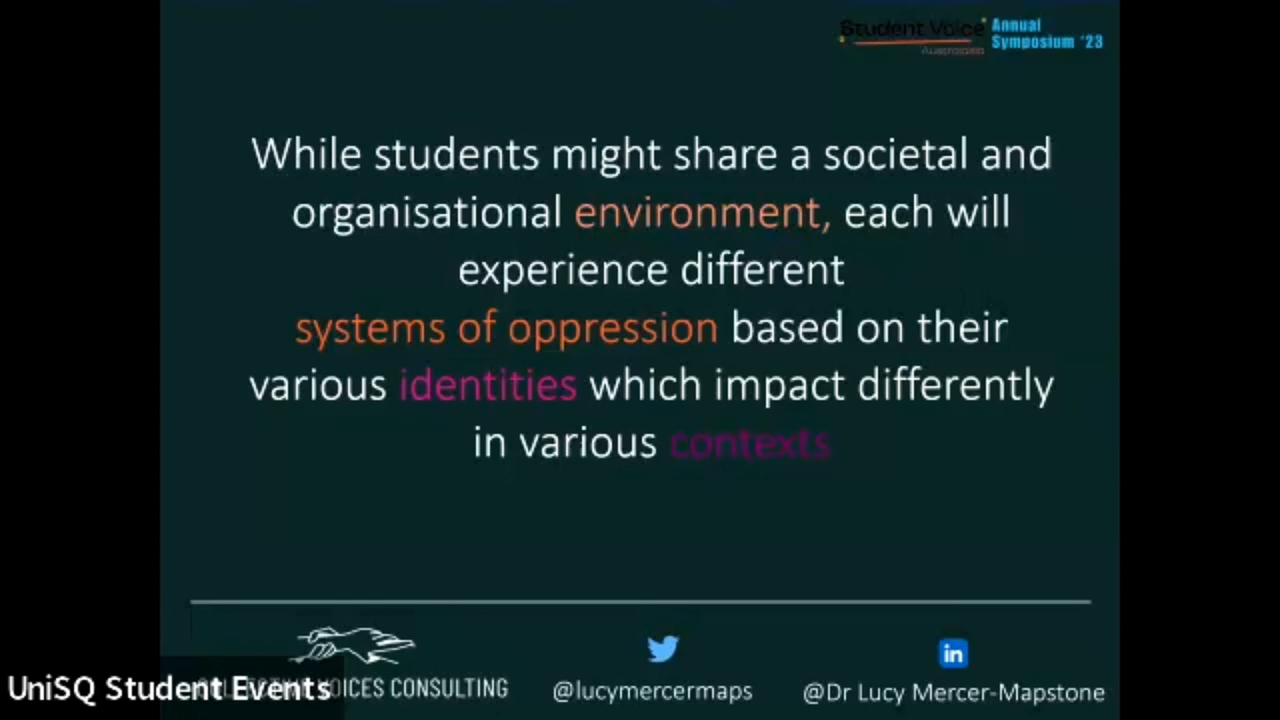 Student Voice
Australasia
Annual
Symposium '23
While students might share a societal and
organisational environment, each will
experience different
systems of oppression based on their
various identities which impact differently
in various contexts
VOICES CONSULTING
@lucymercermaps
@Dr Lucy Mercer-Mapstone
UniSQ Student Events